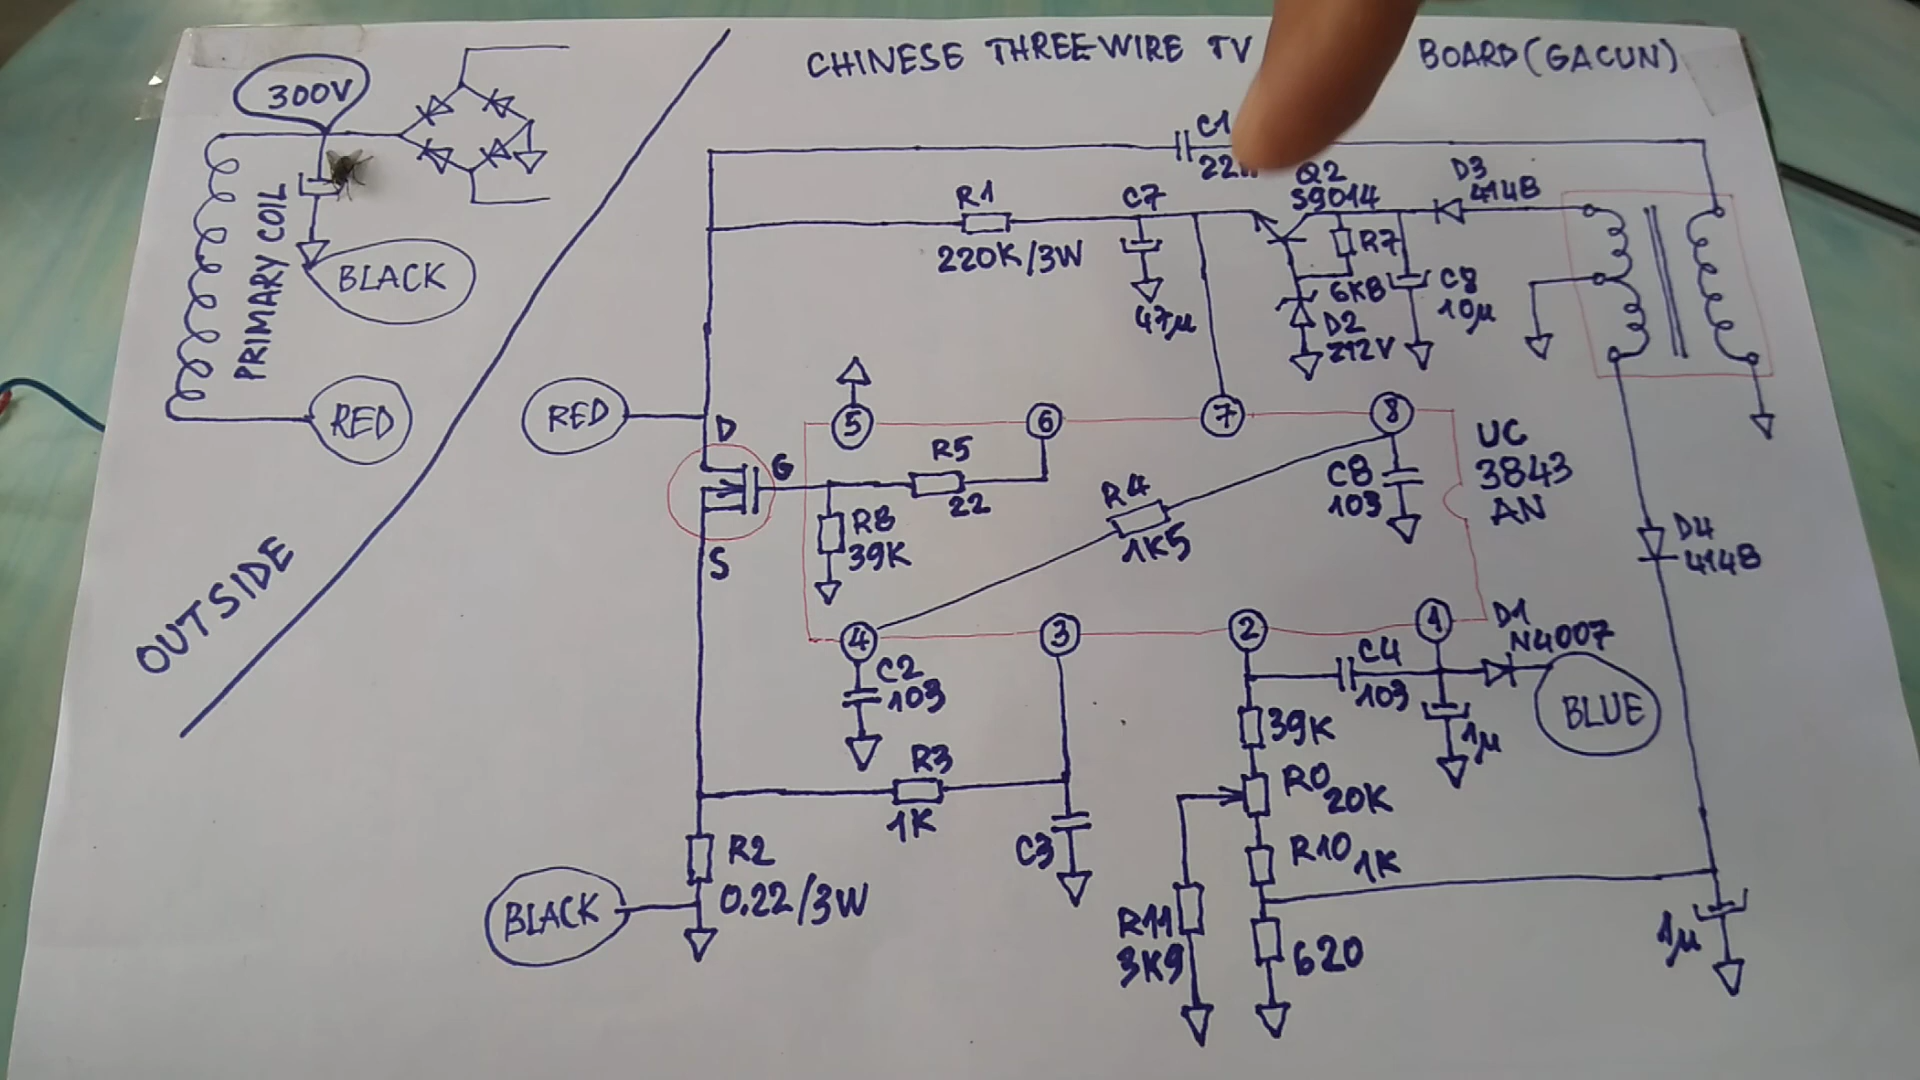 CHINESE THREE-WIRE TV BOARD (GACUN)
300V
PRIMARY COIL
BLACK
RED
OUTSIDE
C1
R1
220K/3W
C7
47µ
Q2
S9014
R7
6K8
D2
Z12V
C9
10µ
D3
4148
RED
D
G
S
5
6
7
8
R5
22
R8
39K
R4
1K5
C8
103
UC
3843
AN
D4
4148
4
3
2
1
C2
103
C4
103
D1
N4007
BLUE
1µ
39K
R0
20K
R3
1K
C3
R10 1K
R2
0.22/3W
BLACK
R11
3K9
620
1µ